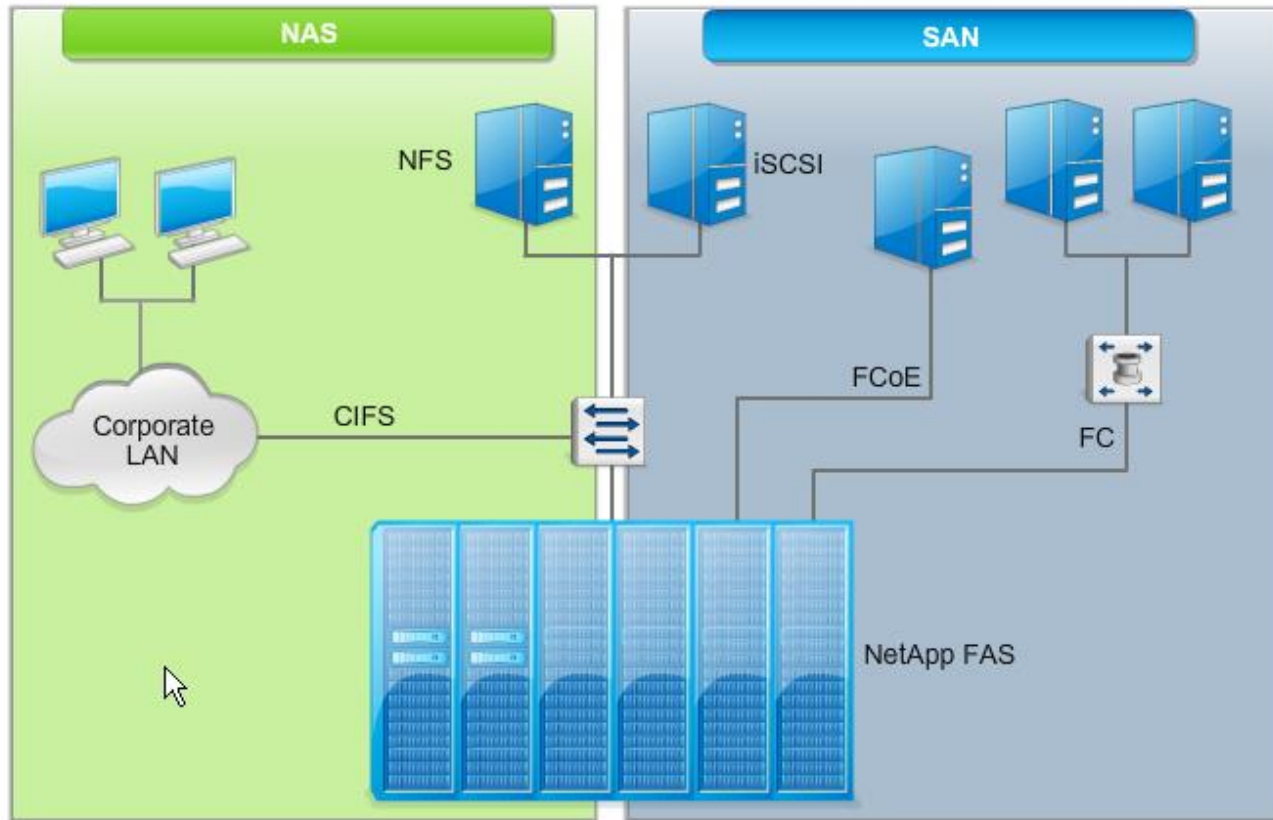 NAS
SAN
NFS
iSCSI
FCoE
Corporate
LAN
CIFS
FC
NetApp FAS